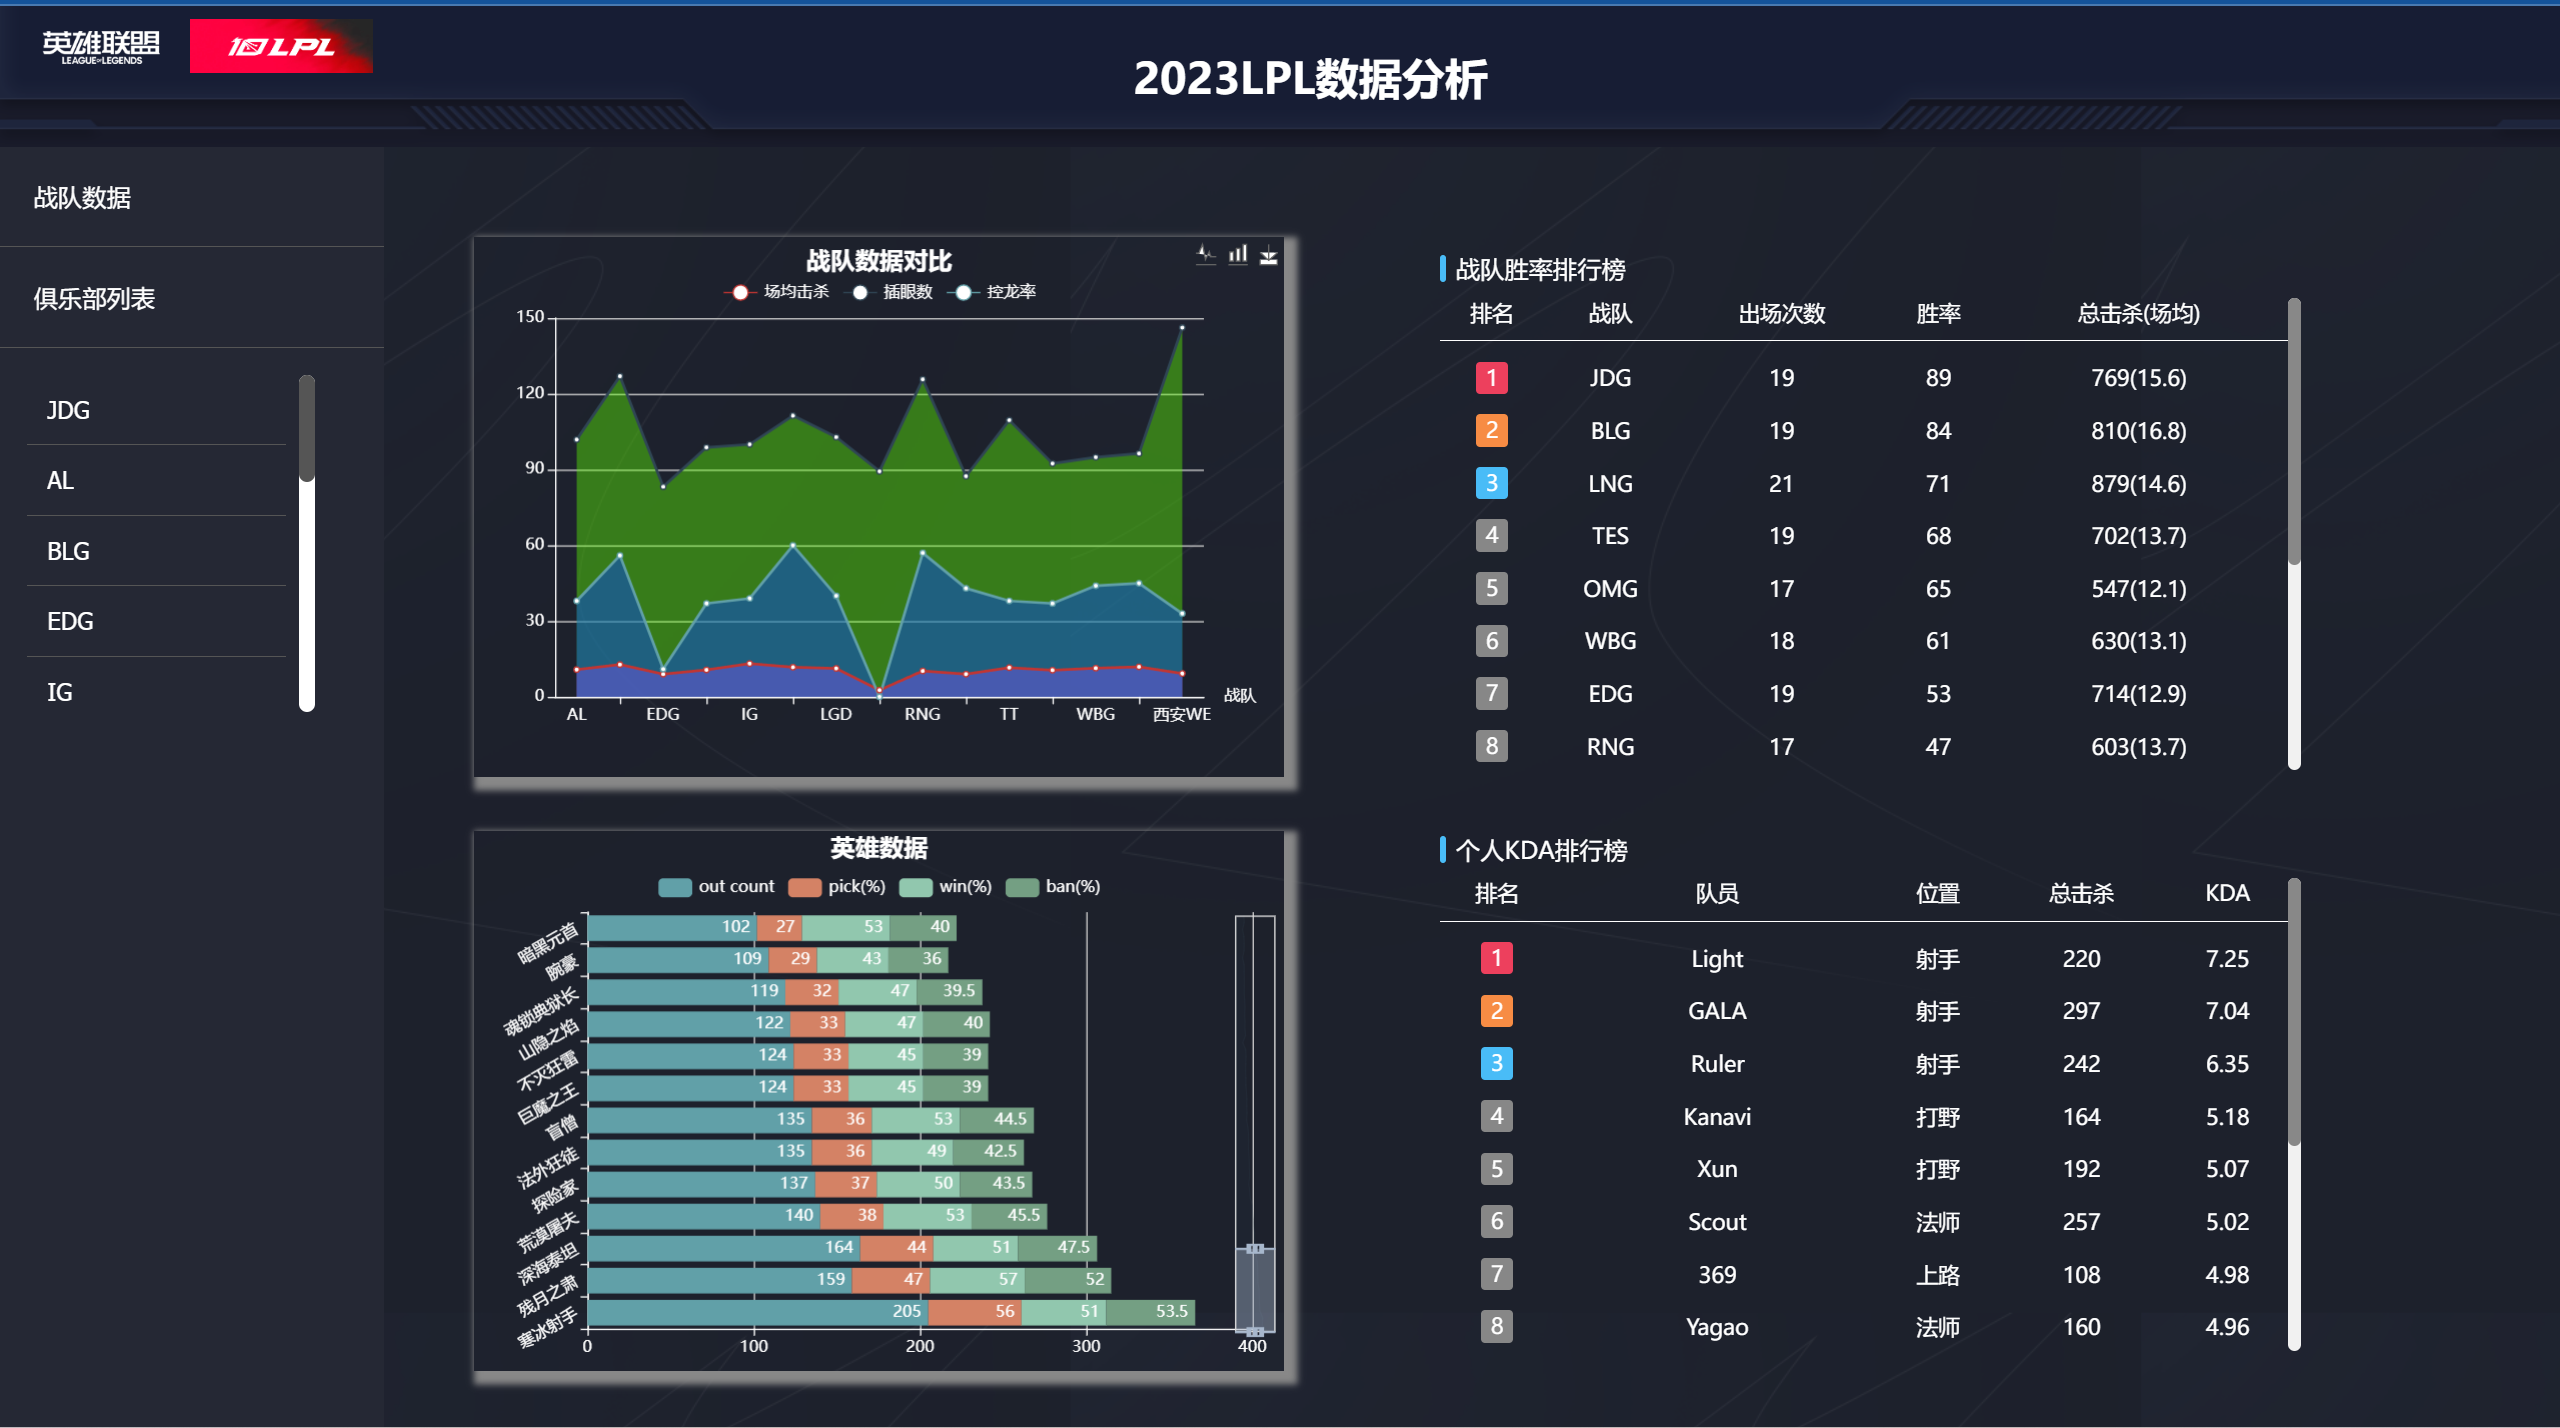 英雄联盟
LEAGUE OF LEGENDS
10 LPL
2023LPL数据分析
战队数据
俱乐部列表
JDG
AL
BLG
EDG
IG
战队数据对比
场均击杀 插眼数 控龙率
150
120
90
60
30
0
AL EDG IG LGD RNG TT WBG 西安WE
战队
战队胜率排行榜
排名 战队 出场次数 胜率 总击杀(场均)
1 JDG 19 89 769(15.6)
2 BLG 19 84 810(16.8)
3 LNG 21 71 879(14.6)
4 TES 19 68 702(13.7)
5 OMG 17 65 547(12.1)
6 WBG 18 61 630(13.1)
7 EDG 19 53 714(12.9)
8 RNG 17 47 603(13.7)
英雄数据
out count pick(%) win(%) ban(%)
暗黑元首 102 27 53 40
腕豪 109 29 43 36
魂锁典狱长 119 32 47 39.5
山隐之焰 122 33 47 40
不灭狂雷 124 33 45 39
巨魔之王 124 33 45 39
盲僧 135 36 53 44.5
法外狂徒 135 36 49 42.5
探险家 137 37 50 43.5
荒漠屠夫 140 38 53 45.5
深海泰坦 164 44 51 47.5
残月之肃 159 47 57 52
寒冰射手 205 56 51 53.5
0 100 200 300 400
个人KDA排行榜
排名 队员 位置 总击杀 KDA
1 Light 射手 220 7.25
2 GALA 射手 297 7.04
3 Ruler 射手 242 6.35
4 Kanavi 打野 164 5.18
5 Xun 打野 192 5.07
6 Scout 法师 257 5.02
7 369 上路 108 4.98
8 Yagao 法师 160 4.96